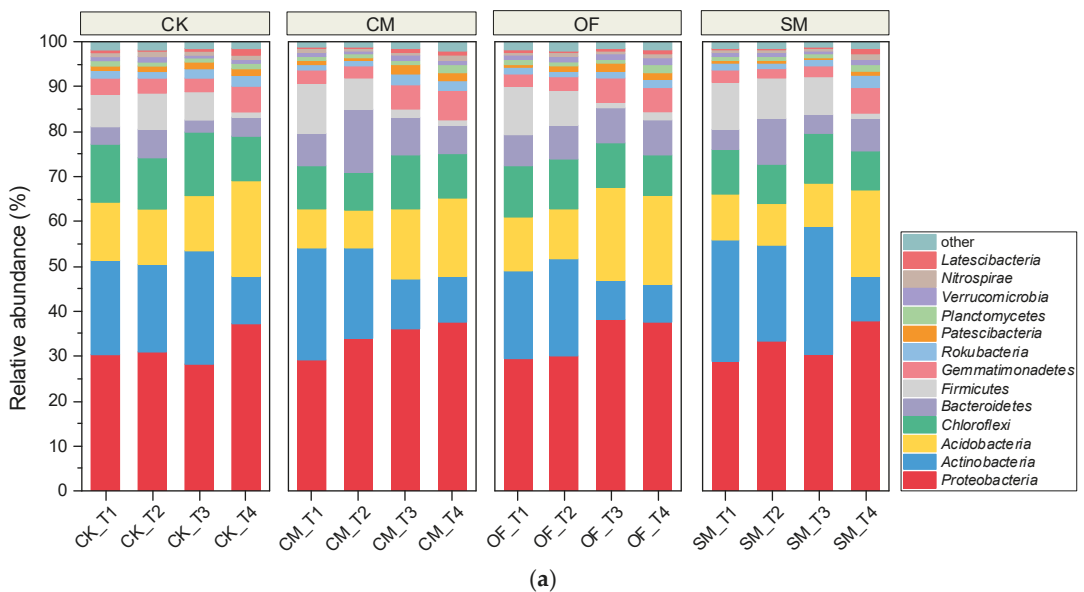 CK
CM
OF
SM
Relative abundance (%)
100
90
80
70
60
50
40
30
20
10
0
CK_T1
CK_T2
CK_T3
CK_T4
CM_T1
CM_T2
CM_T3
CM_T4
OF_T1
OF_T2
OF_T3
OF_T4
SM_T1
SM_T2
SM_T3
SM_T4
other
Latescibacteria
Nitrospirae
Verrucomicrobia
Planctomycetes
Patescibacteria
Rokubacteria
Gemmatimonadetes
Firmicutes
Bacteroidetes
Chloroflexi
Acidobacteria
Actinobacteria
Proteobacteria
(a)